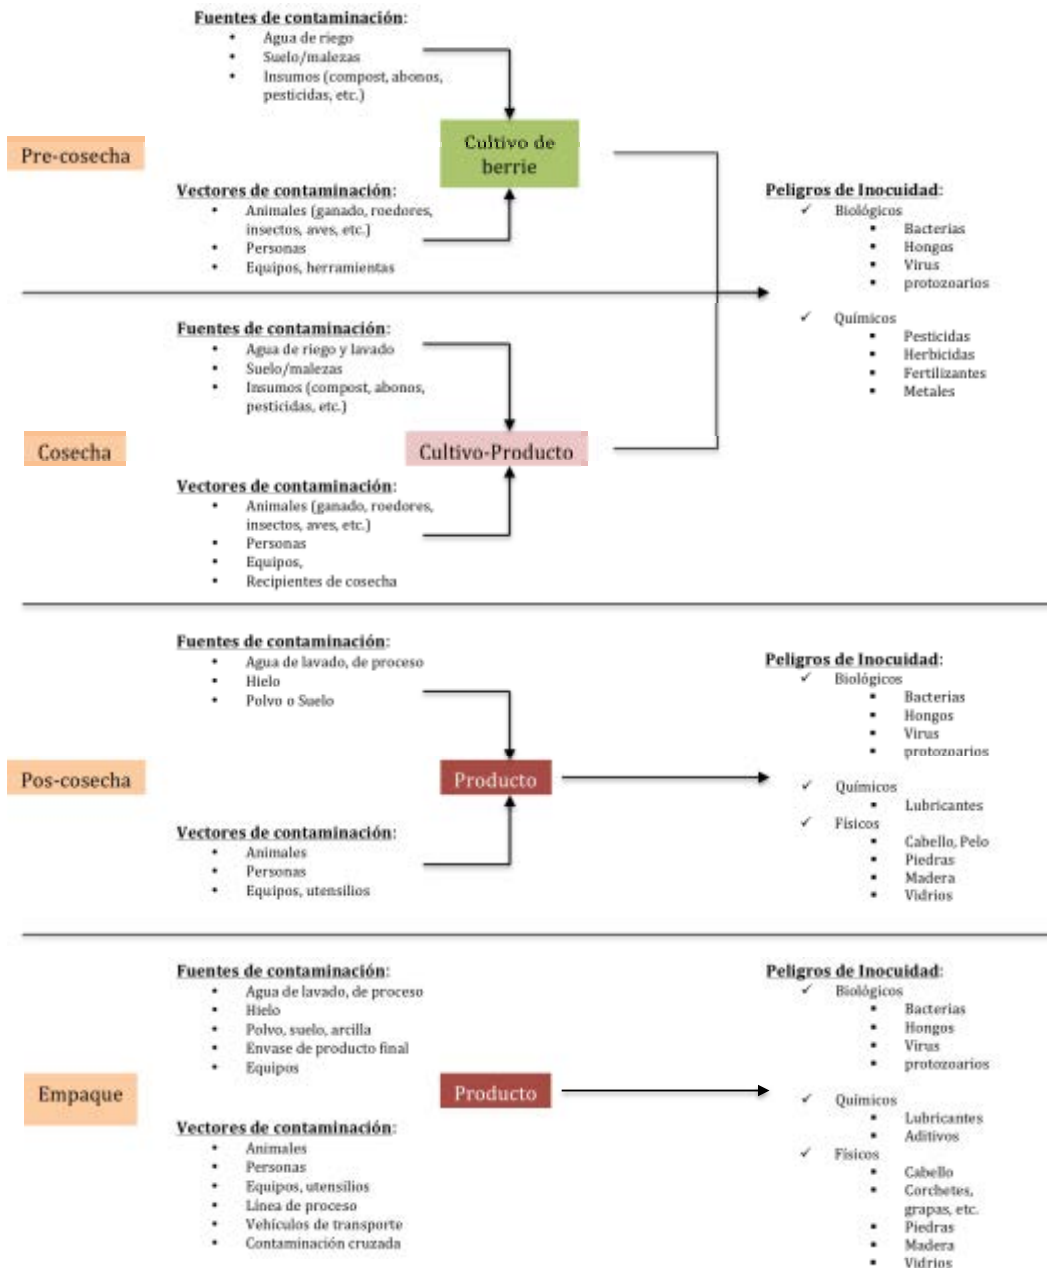 Fuentes de contaminación:
• Agua de riego
• Suelo/malezas
• Insumos (compost, abonos,
pesticidas, etc.)
Cultivo de
berrie
Pre-cosecha
Vectores de contaminación:
• Animales (ganado, roedores,
insectos, aves, etc.)
• Personas
• Equipos, herramientas
Peligros de Inocuidad:
✓ Biológicos
▪ Bacterias
▪ Hongos
▪ Virus
▪ protozoarios
✓ Químicos
▪ Pesticidas
▪ Herbicidas
▪ Fertilizantes
▪ Metales
Fuentes de contaminación:
• Agua de riego y lavado
• Suelo/malezas
• Insumos (compost, abonos,
pesticidas, etc.)
Cosecha
Cultivo-Producto
Vectores de contaminación:
• Animales (ganado, roedores,
insectos, aves, etc.)
• Personas
• Equipos,
• Recipientes de cosecha
Fuentes de contaminación:
• Agua de lavado, de proceso
• Hielo
• Polvo o Suelo
Pos-cosecha
Producto
Vectores de contaminación:
• Animales
• Personas
• Equipos, utensilios
Peligros de Inocuidad:
✓ Biológicos
▪ Bacterias
▪ Hongos
▪ Virus
▪ protozoarios
✓ Químicos
▪ Lubricantes
✓ Físicos
▪ Cabello, Pelo
▪ Piedras
▪ Madera
▪ Vidrios
Fuentes de contaminación:
• Agua de lavado, de proceso
• Hielo
• Polvo, suelo, arcilla
• Envase de producto final
• Equipos
Empaque
Producto
Vectores de contaminación:
• Animales
• Personas
• Equipos, utensilios
• Línea de proceso
• Vehículos de transporte
• Contaminación cruzada
Peligros de Inocuidad:
✓ Biológicos
▪ Bacterias
▪ Hongos
▪ Virus
▪ protozoarios
✓ Químicos
▪ Lubricantes
▪ Aditivos
✓ Físicos
▪ Cabello
▪ Corchetes,
grapas, etc.
▪ Piedras
▪ Madera
▪ Vidrios